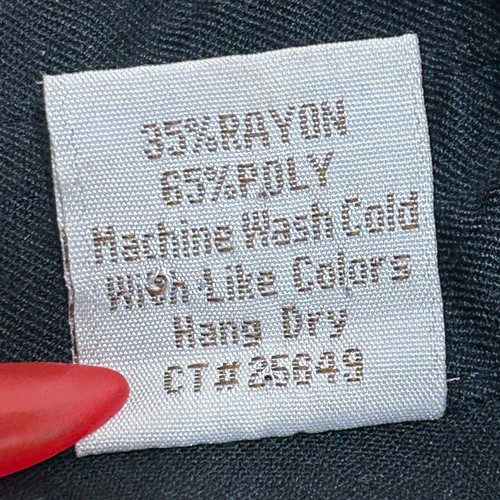 35%RAYON
65%POLY
Machine Wash Cold
With Like Colors
Hang Dry
CT#25649